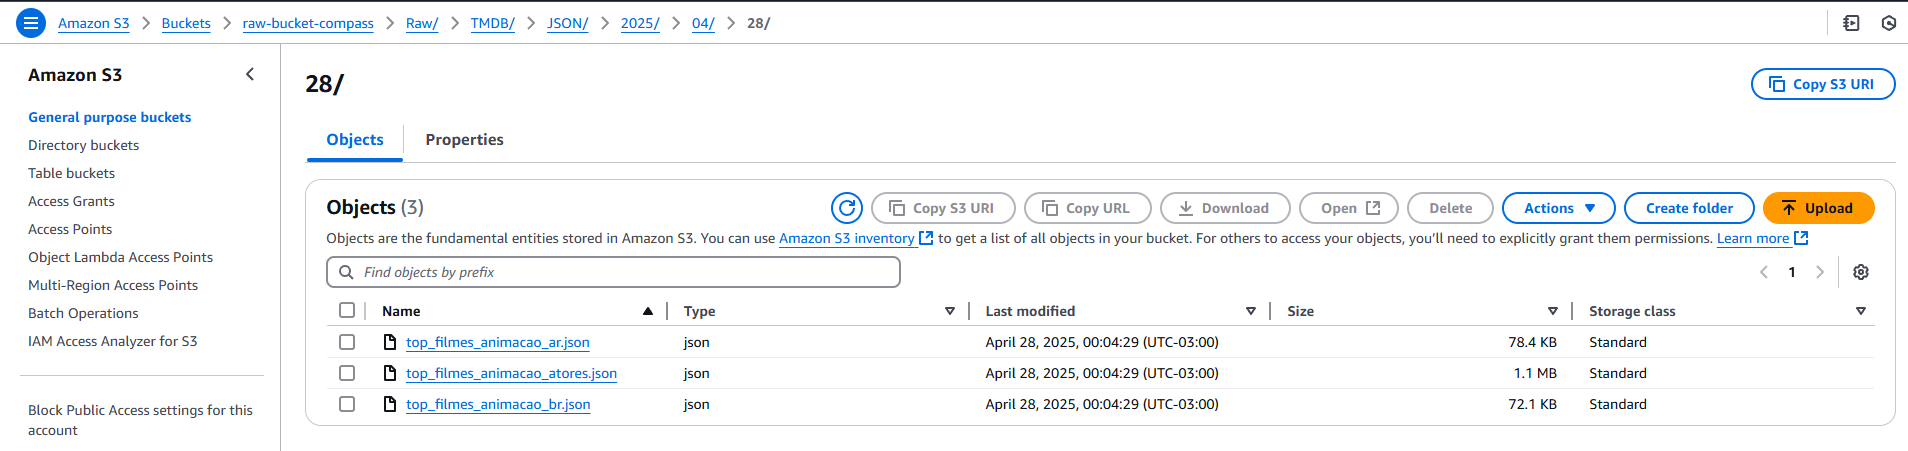 Amazon S3 Buckets raw-bucket-compass Raw/ TMDB/ JSON/ 2025/ 04/ 28/
Amazon S3
General purpose buckets
Directory buckets
Table buckets
Access Grants
Access Points
Object Lambda Access Points
Multi-Region Access Points
Batch Operations
IAM Access Analyzer for S3
Block Public Access settings for this
account
28/
Copy S3 URI
Objects Properties
Objects (3)
Copy S3 URI Copy URL Download Open Delete Actions Create folder Upload
Objects are the fundamental entities stored in Amazon S3. You can use Amazon S3 inventory to get a list of all objects in your bucket. For others to access your objects, you’ll need to explicitly grant them permissions. Learn more
Find objects by prefix
1
Name Type Last modified Size Storage class
top_filmes_animacao_ar.json json April 28, 2025, 00:04:29 (UTC-03:00) 78.4 KB Standard
top_filmes_animacao_atores.json json April 28, 2025, 00:04:29 (UTC-03:00) 1.1 MB Standard
top_filmes_animacao_br.json json April 28, 2025, 00:04:29 (UTC-03:00) 72.1 KB Standard